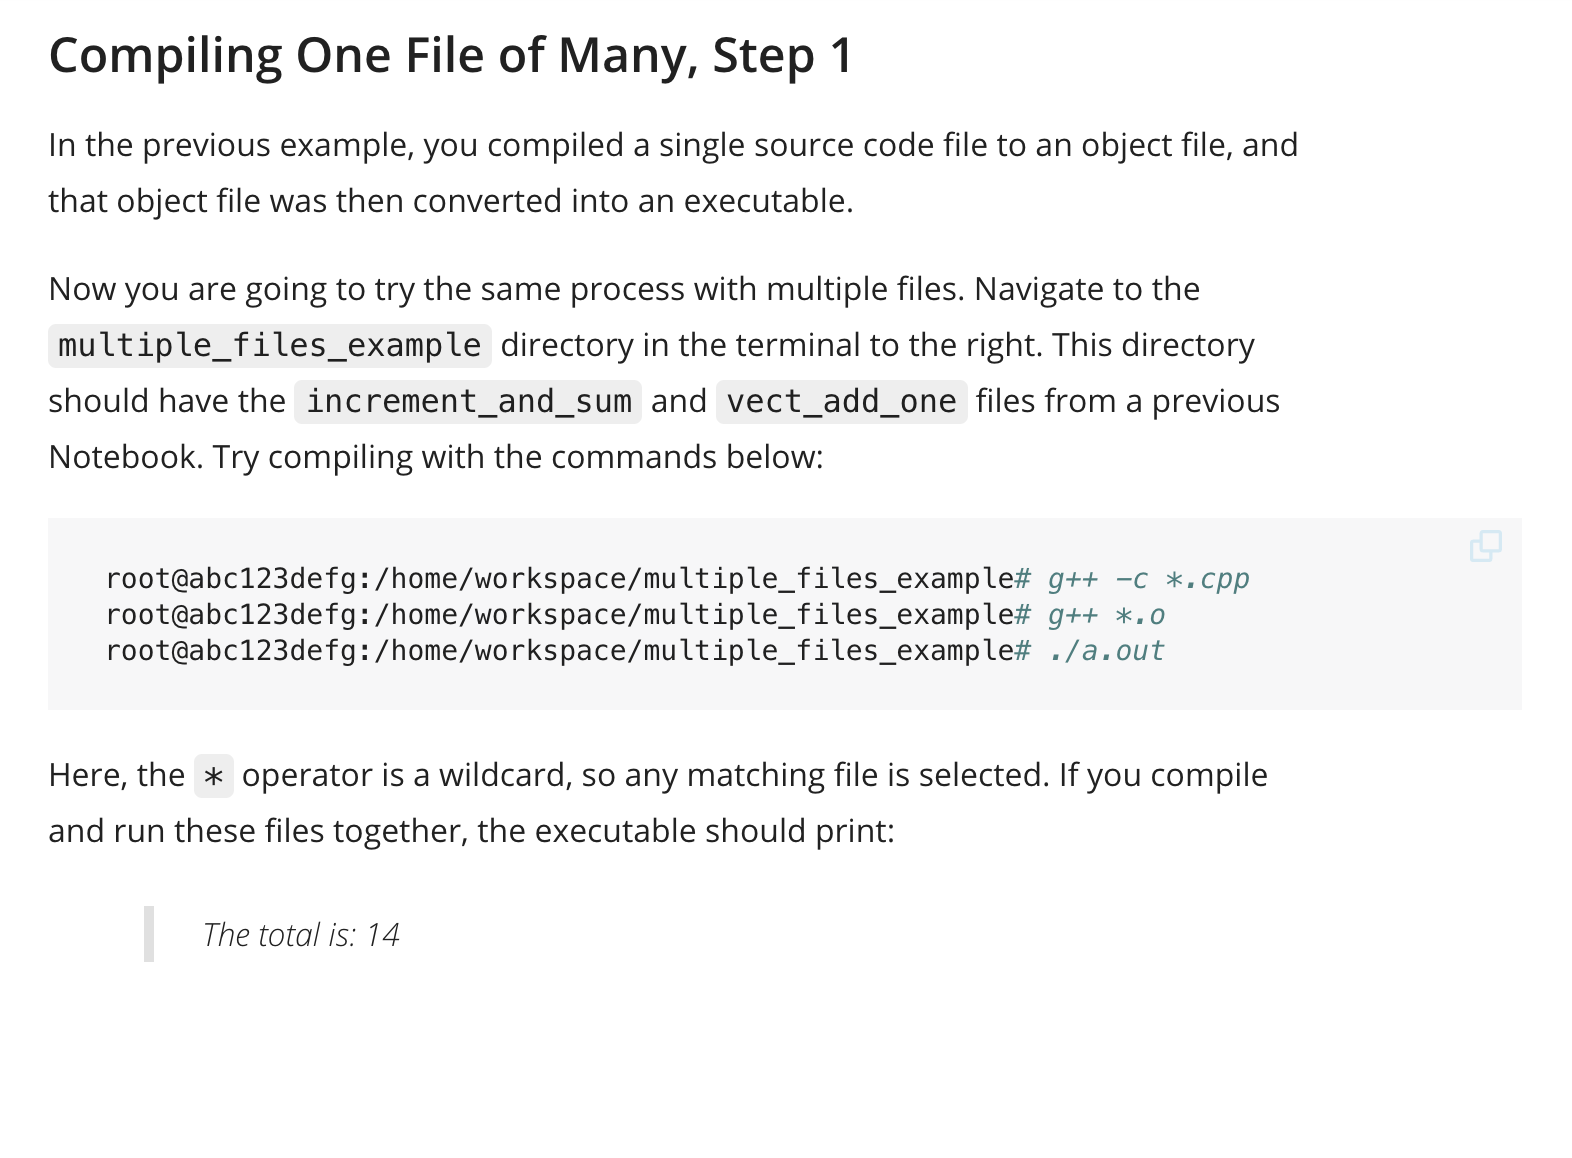 Compiling One File of Many, Step 1
In the previous example, you compiled a single source code file to an object file, and
that object file was then converted into an executable.
Now you are going to try the same process with multiple files. Navigate to the
multiple_files_example directory in the terminal to the right. This directory
should have the increment_and_sum and vect_add_one files from a previous
Notebook. Try compiling with the commands below:
root@abc123defg:/home/workspace/multiple_files_example# g++ -c *.cpp
root@abc123defg:/home/workspace/multiple_files_example# g++ *.o
root@abc123defg:/home/workspace/multiple_files_example# ./a.out
Here, the * operator is a wildcard, so any matching file is selected. If you compile
and run these files together, the executable should print:
The total is: 14